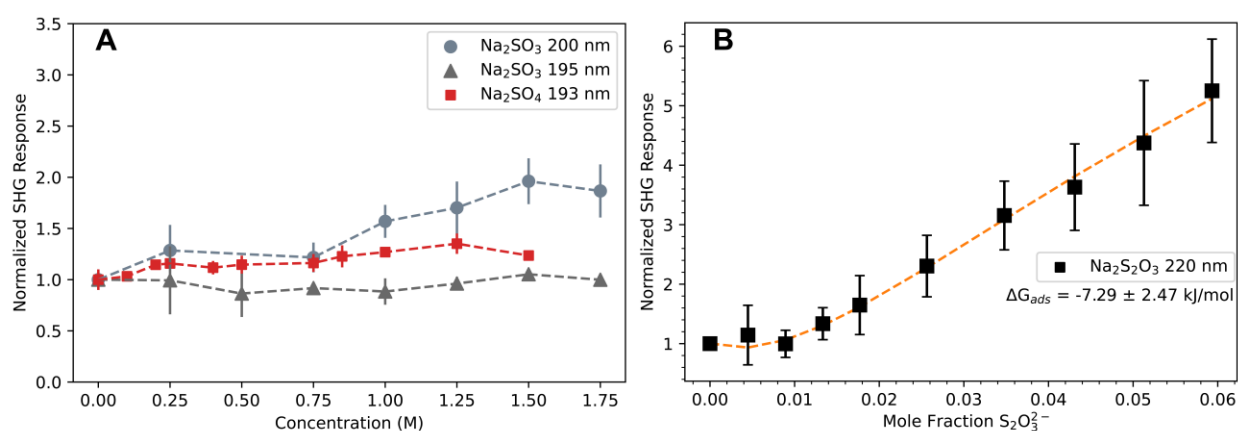 A
Na₂SO₃ 200 nm
Na₂SO₃ 195 nm
Na₂SO₄ 193 nm
Normalized SHG Response
3.5
3.0
2.5
2.0
1.5
1.0
0.5
0.0
0.00 0.25 0.50 0.75 1.00 1.25 1.50 1.75
Concentration (M)
B
Normalized SHG Response
6
5
4
3
2
1
Na₂S₂O₃ 220 nm
ΔG_ads = -7.29 ± 2.47 kJ/mol
0.00 0.01 0.02 0.03 0.04 0.05 0.06
Mole Fraction S₂O₃²⁻